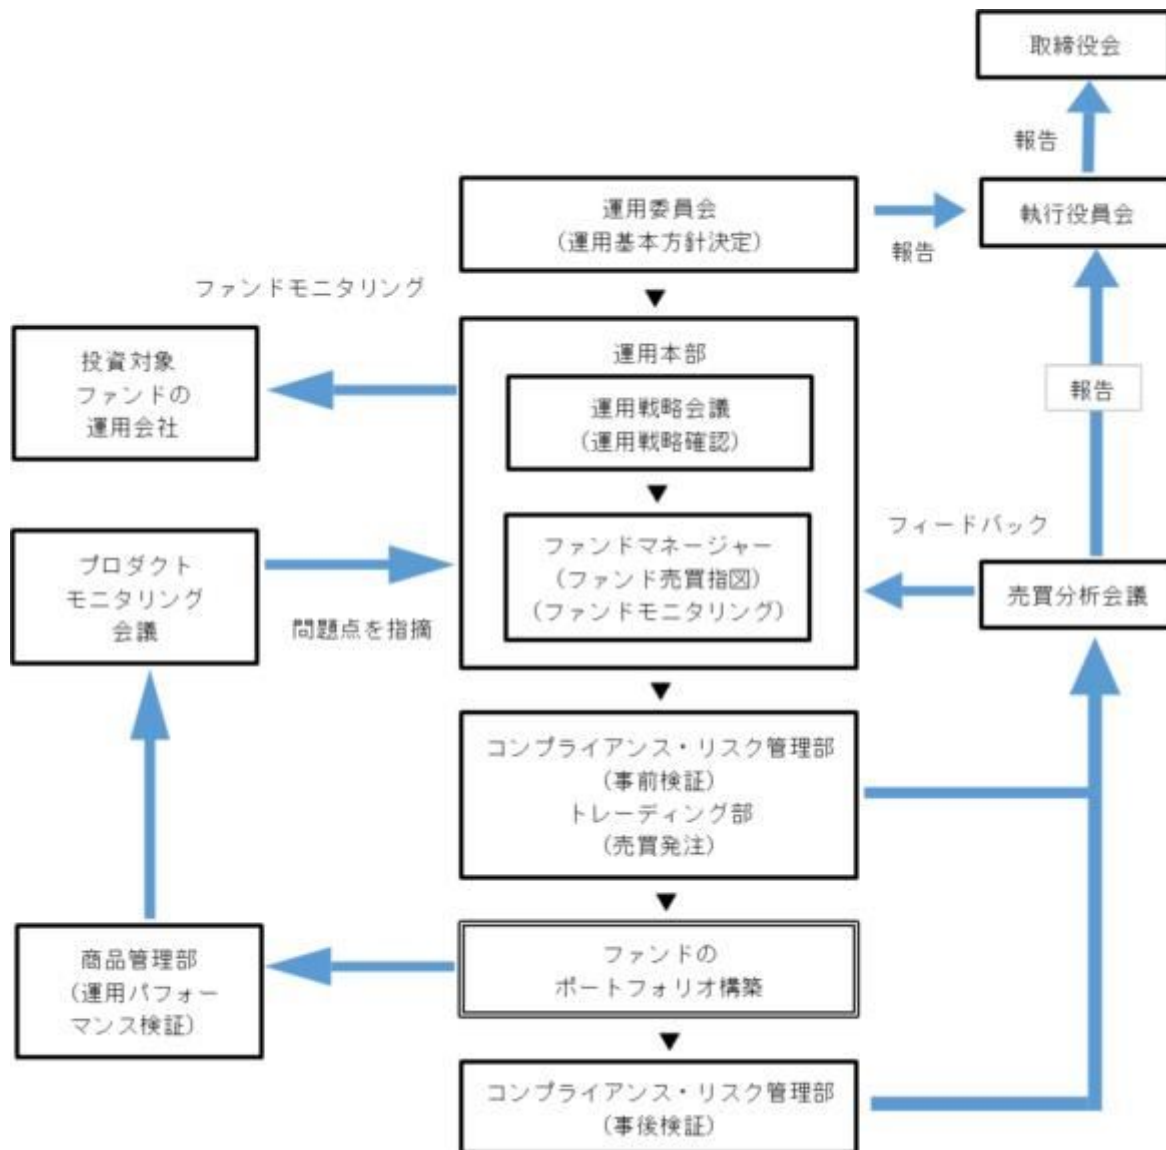 取締役会
報告
運用委員会
(運用基本方針決定)
執行役員会
報告
ファンドモニタリング
投資対象
ファンドの
運用会社
運用本部
運用戦略会議
(運用戦略確認)
報告
プロダクト
モニタリング
会議
問題点を指摘
ファンドマネージャー
(ファンド売買指図)
(ファンドモニタリング)
フィードバック
売買分析会議
コンプライアンス・リスク管理部
(事前検証)
トレーディング部
(売買発注)
商品管理部
(運用パフォー
マンス検証)
ファンドの
ポートフォリオ構築
コンプライアンス・リスク管理部
(事後検証)